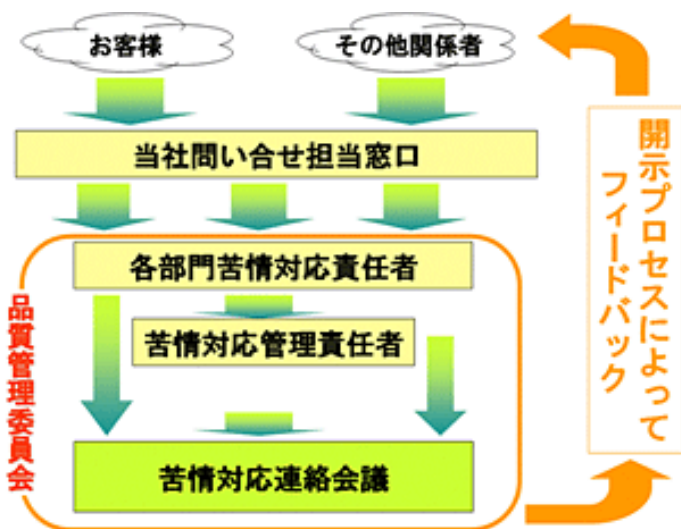 お客様
その他関係者
当社問い合せ担当窓口
各部門苦情対応責任者
苦情対応管理責任者
苦情対応連絡会議
品質管理委員会
開示プロセスによって
フィードバック